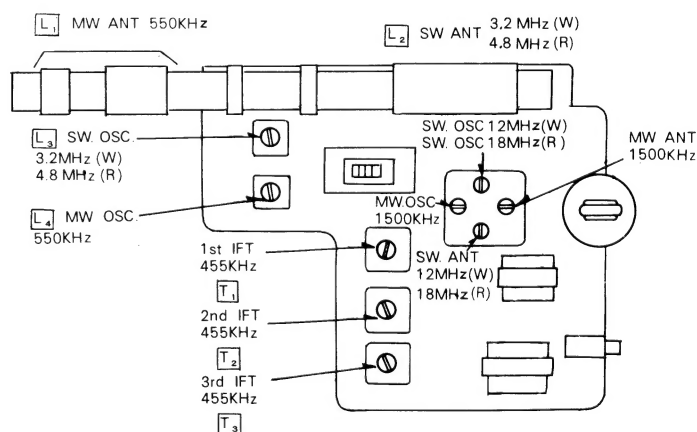 L1 MW ANT 550KHz
L2 SW ANT 3.2 MHz (W)
4.8 MHz (R)
L3 SW. OSC.
3.2MHz (W)
4.8 MHz (R)
L4 MW OSC.
550KHz
SW. OSC 12MHz(W)
SW. OSC 18MHz(R)
MW ANT
1500KHz
MW.OSC
1500KHz
SW. ANT
12MHz(W)
18MHz(R)
1st IFT
455KHz
T1
2nd IFT
455KHz
T2
3rd IFT
455KHz
T3